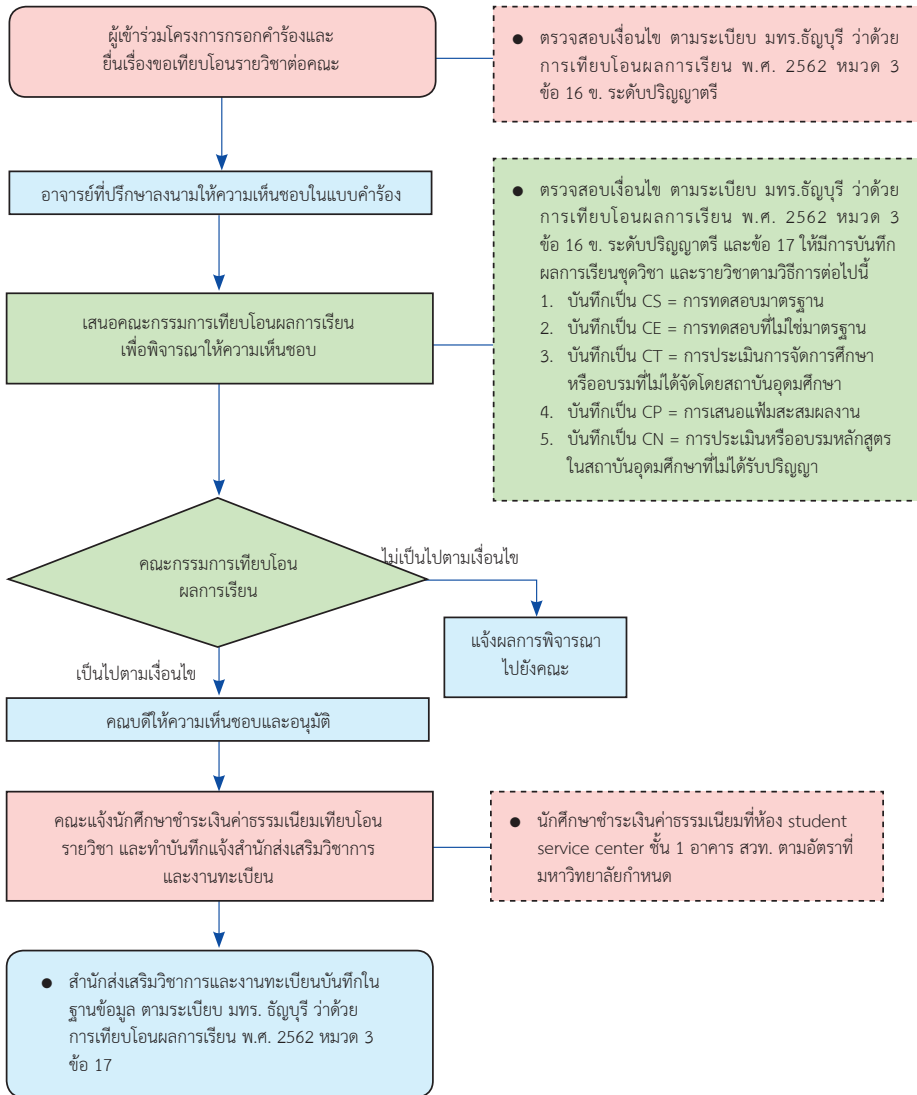 ผู้เข้าร่วมโครงการกรอกคำร้องและ
ยื่นเรื่องขอเทียบโอนรายวิชาต่อคณะ
● ตรวจสอบเงื่อนไข ตามระเบียบ มทร.ธัญบุรี ว่าด้วย
การเทียบโอนผลการเรียน พ.ศ. 2562 หมวด 3
ข้อ 16 ข. ระดับปริญญาตรี
อาจารย์ที่ปรึกษาลงนามให้ความเห็นชอบในแบบคำร้อง
เสนอคณะกรรมการเทียบโอนผลการเรียน
เพื่อพิจารณาให้ความเห็นชอบ
● ตรวจสอบเงื่อนไข ตามระเบียบ มทร.ธัญบุรี ว่าด้วย
การเทียบโอนผลการเรียน พ.ศ. 2562 หมวด 3
ข้อ 16 ข. ระดับปริญญาตรี และข้อ 17 ให้มีการบันทึก
ผลการเรียนชุดวิชา และรายวิชาตามวิธีการต่อไปนี้
1. บันทึกเป็น CS = การทดสอบมาตรฐาน
2. บันทึกเป็น CE = การทดสอบที่ไม่ใช่มาตรฐาน
3. บันทึกเป็น CT = การประเมินการจัดการศึกษา
หรืออบรมที่ไม่ได้จัดโดยสถาบันอุดมศึกษา
4. บันทึกเป็น CP = การเสนอแฟ้มสะสมผลงาน
5. บันทึกเป็น CN = การประเมินหรืออบรมหลักสูตร
ในสถาบันอุดมศึกษาที่ไม่ได้รับปริญญา
คณะกรรมการเทียบโอน
ผลการเรียน
ไม่เป็นไปตามเงื่อนไข
แจ้งผลการพิจารณา
ไปยังคณะ
เป็นไปตามเงื่อนไข
คณบดีให้ความเห็นชอบและอนุมัติ
คณะแจ้งนักศึกษาชำระเงินค่าธรรมเนียมเทียบโอน
รายวิชา และทำบันทึกแจ้งสำนักส่งเสริมวิชาการ
และงานทะเบียน
● นักศึกษาชำระเงินค่าธรรมเนียมที่ห้อง student
service center ชั้น 1 อาคาร สวท. ตามอัตราที่
มหาวิทยาลัยกำหนด
● สำนักส่งเสริมวิชาการและงานทะเบียนบันทึกใน
ฐานข้อมูล ตามระเบียบ มทร. ธัญบุรี ว่าด้วย
การเทียบโอนผลการเรียน พ.ศ. 2562 หมวด 3
ข้อ 17